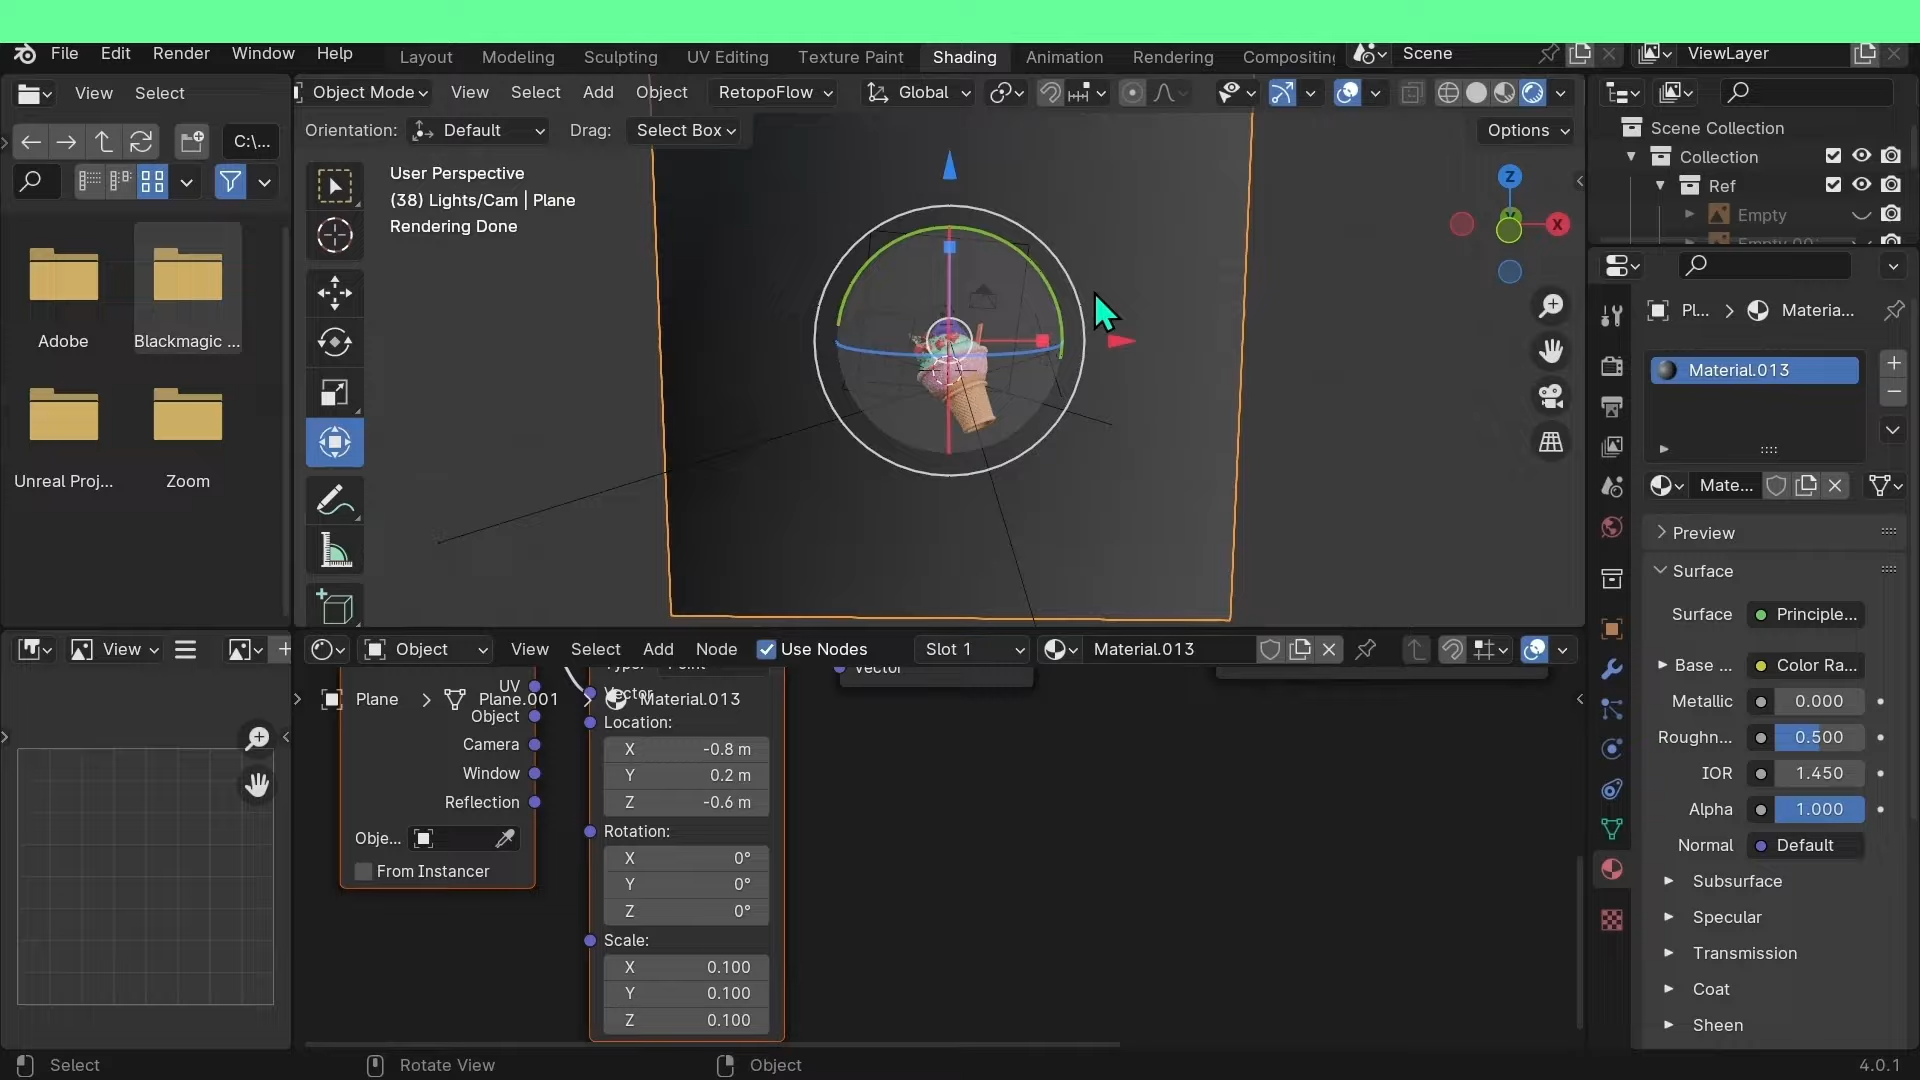 File Edit Render Window Help
Layout Modeling Sculpting UV Editing Texture Paint Shading Animation Rendering Compositing
Scene
ViewLayer
View Select
C:\...
Adobe
Blackmagic ...
Unreal Proj...
Zoom
Object Mode View Select Add Object RetopoFlow Global
Orientation: Default Drag: Select Box
Options
User Perspective
(38) Lights/Cam | Plane
Rendering Done
Z
X
Scene Collection
Collection
Ref
Empty
Pl... > Materia...
Material.013
Mate...
Preview
Surface
Surface Principle...
Base ... Color Ra...
Metallic 0.000
Roughn... 0.500
IOR 1.450
Alpha 1.000
Normal Default
Subsurface
Specular
Transmission
Coat
Sheen
View
Object View Select Add Node Use Nodes Slot 1 Material.013
Plane > Plane.001 > Material.013
UV
Object
Camera
Window
Reflection
Obje...
From Instancer
Vector
Location:
X -0.8 m
Y 0.2 m
Z -0.6 m
Rotation:
X 0°
Y 0°
Z 0°
Scale:
X 0.100
Y 0.100
Z 0.100
Vector
Select
Rotate View
Object
4.0.1